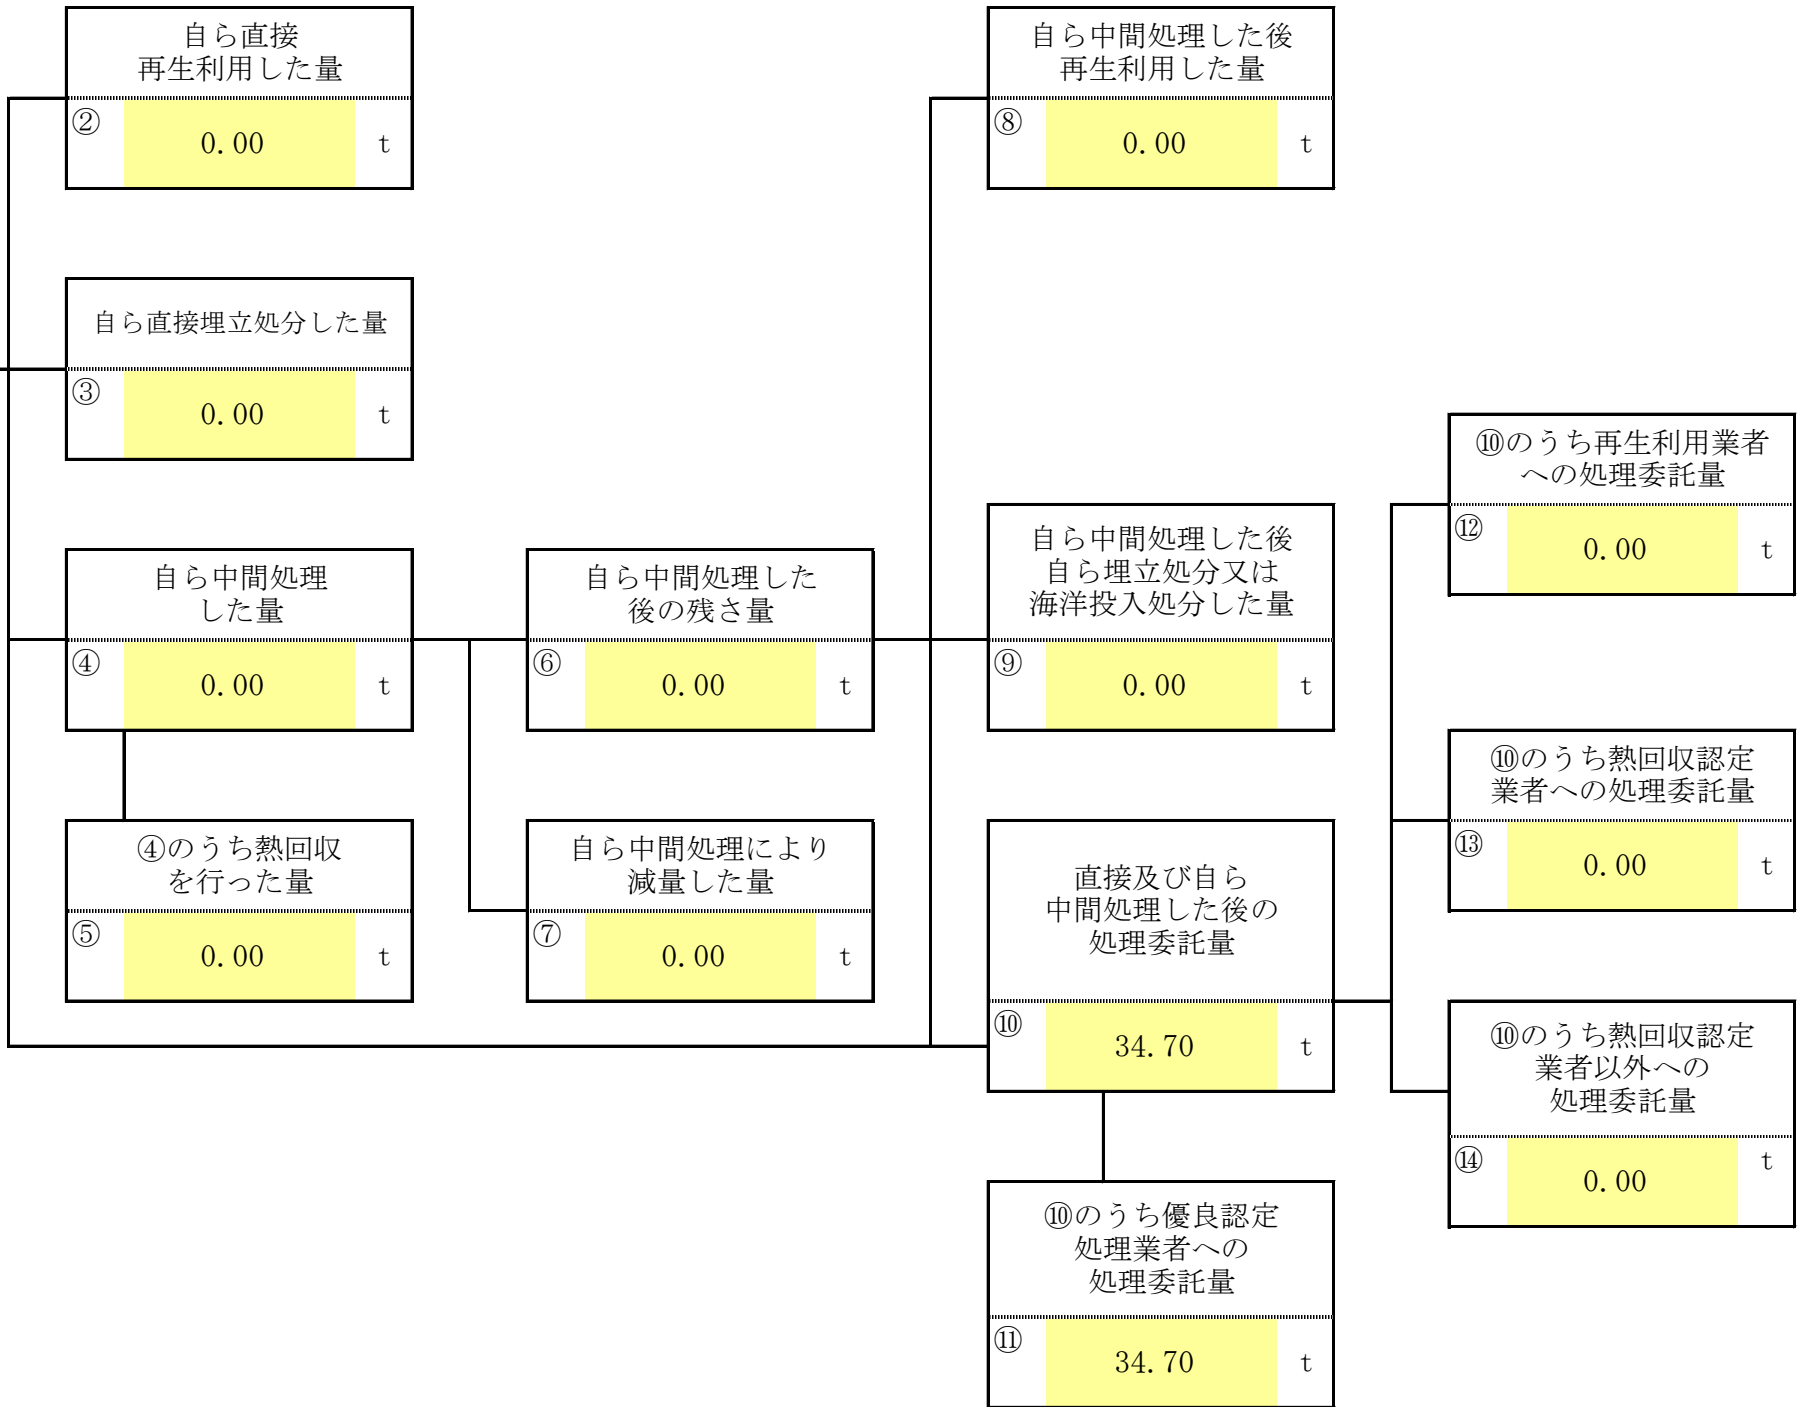 自ら直接
再生利用した量
②
0.00
t
自ら中間処理した後
再生利用した量
⑧
0.00
t
自ら直接埋立処分した量
③
0.00
t
⑩のうち再生利用業者
への処理委託量
⑫
0.00
t
自ら中間処理
した量
④
0.00
t
自ら中間処理した
後の残さ量
⑥
0.00
t
自ら中間処理した後
自ら埋立処分又は
海洋投入処分した量
⑨
0.00
t
⑩のうち熱回収認定
業者への処理委託量
⑬
0.00
t
④のうち熱回収
を行った量
⑤
0.00
t
自ら中間処理により
減量した量
⑦
0.00
t
直接及び自ら
中間処理した後の
処理委託量
⑩
34.70
t
⑩のうち熱回収認定
業者以外への
処理委託量
⑭
0.00
t
⑩のうち優良認定
処理業者への
処理委託量
⑪
34.70
t